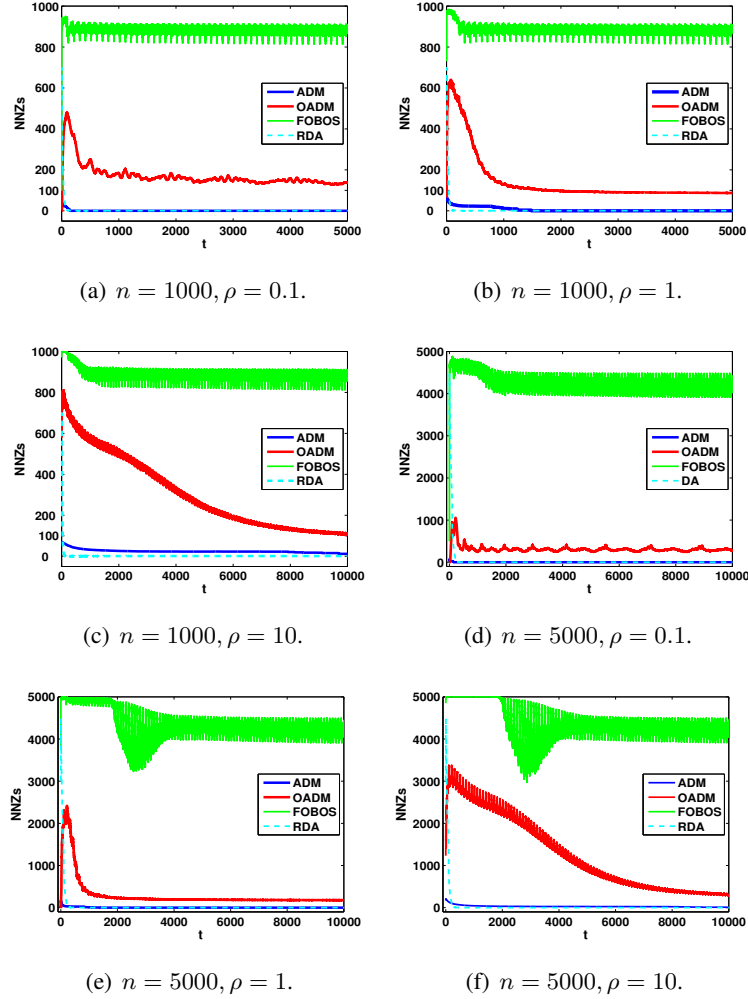 1000
800
600
400
200
100
0
NNZs
0 1000 2000 3000 4000 5000
t
ADM
OADM
FOBOS
RDA
(a) n = 1000, ρ = 0.1.
1000
800
600
400
200
100
0
NNZs
0 1000 2000 3000 4000 5000
t
ADM
OADM
FOBOS
RDA
(b) n = 1000, ρ = 1.
1000
800
600
400
200
100
0
NNZs
0 2000 4000 6000 8000 10000
t
ADM
OADM
FOBOS
RDA
(c) n = 1000, ρ = 10.
5000
4000
3000
2000
1000
0
NNZs
0 2000 4000 6000 8000 10000
t
ADM
OADM
FOBOS
DA
(d) n = 5000, ρ = 0.1.
5000
4000
3000
2000
1000
0
NNZs
0 2000 4000 6000 8000 10000
t
ADM
OADM
FOBOS
RDA
(e) n = 5000, ρ = 1.
5000
4000
3000
2000
1000
0
NNZs
0 2000 4000 6000 8000 10000
t
ADM
OADM
FOBOS
RDA
(f) n = 5000, ρ = 10.